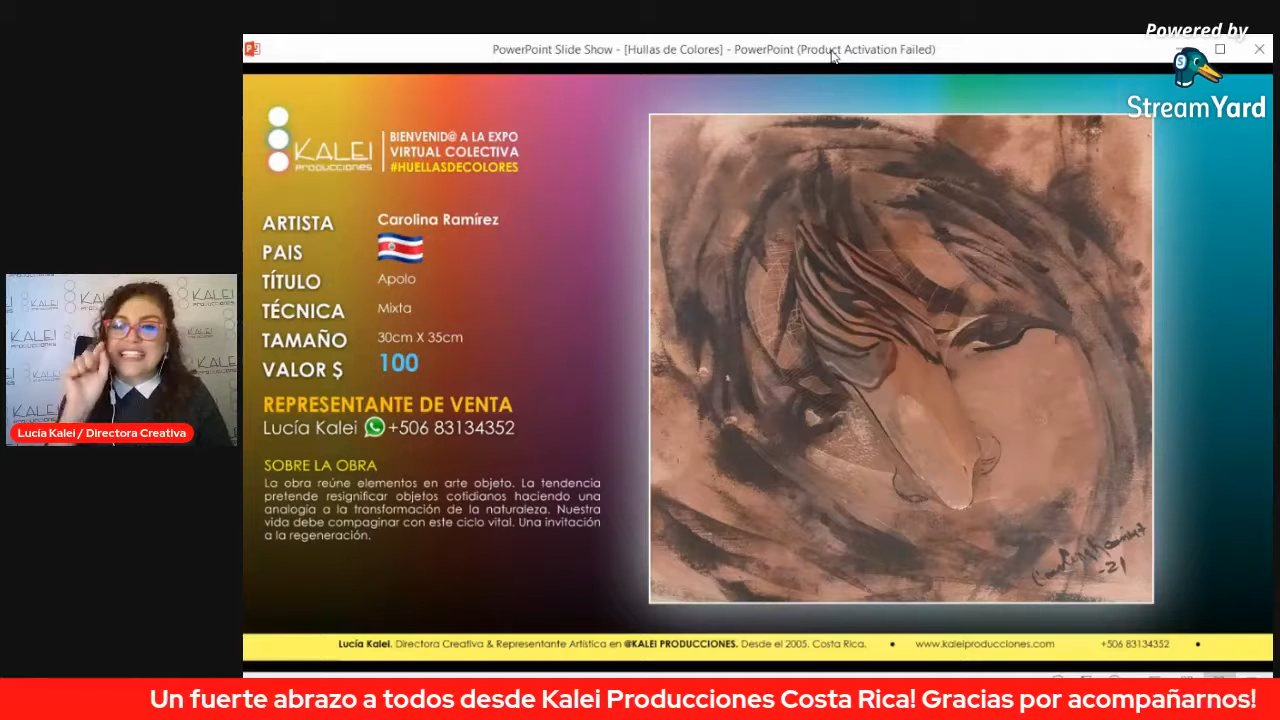 PowerPoint Slide Show - [Hullas de Colores] - PowerPoint (Product Activation Failed)
Powered by
StreamYard
KALEI
PRODUCCIONES
BIENVENID@ A LA EXPO
VIRTUAL COLECTIVA
#HUELLASDECOLORES
ARTISTA Carolina Ramírez
PAIS
TÍTULO Apolo
TÉCNICA Mixta
TAMAÑO 30cm X 35cm
VALOR $ 100
REPRESENTANTE DE VENTA
Lucía Kalei +506 83134352
SOBRE LA OBRA
La obra reúne elementos en arte objeto. La tendencia
pretende resignificar objetos cotidianos haciendo una
analogía a la transformación de la naturaleza. Nuestra
vida debe compaginar con este ciclo vital. Una invitación
a la regeneración.
-21
KALEI
Lucía Kalei / Directora Creativa
Lucía Kalei. Directora Creativa & Representante Artística en @KALEI PRODUCCIONES. Desde el 2005. Costa Rica. • www.kaleiproducciones.com +506 83134352 •
Un fuerte abrazo a todos desde Kalei Producciones Costa Rica! Gracias por acompañarnos!